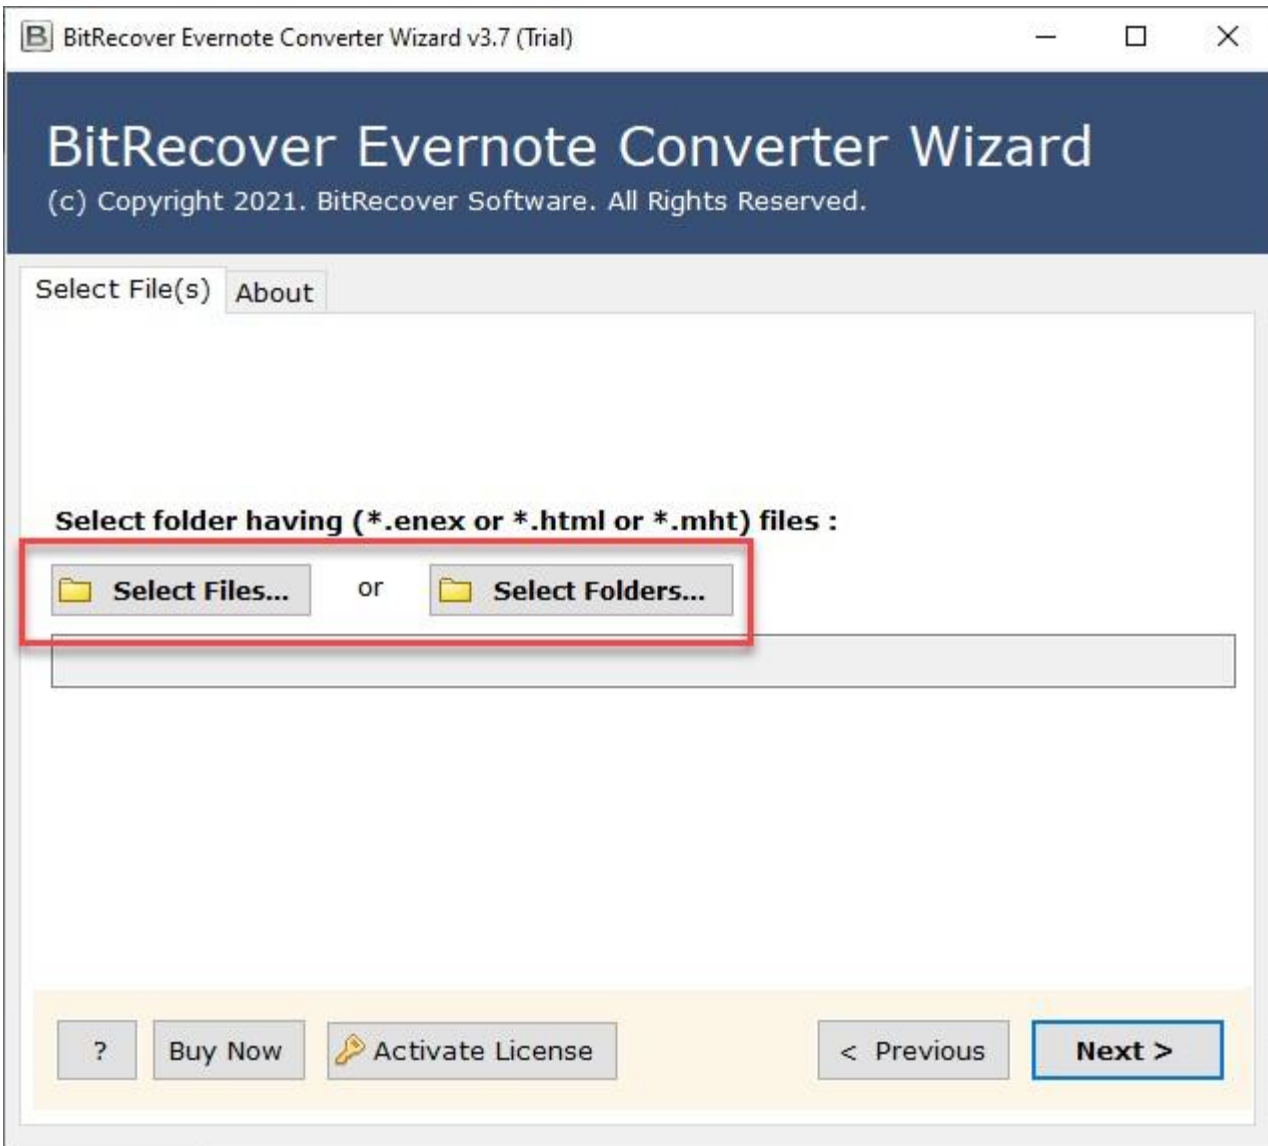 BitRecover Evernote Converter Wizard v3.7 (Trial)
BitRecover Evernote Converter Wizard
(c) Copyright 2021. BitRecover Software. All Rights Reserved.
Select File(s) About
Select folder having (*.enex or *.html or *.mht) files :
Select Files... or Select Folders...
? Buy Now Activate License < Previous Next >